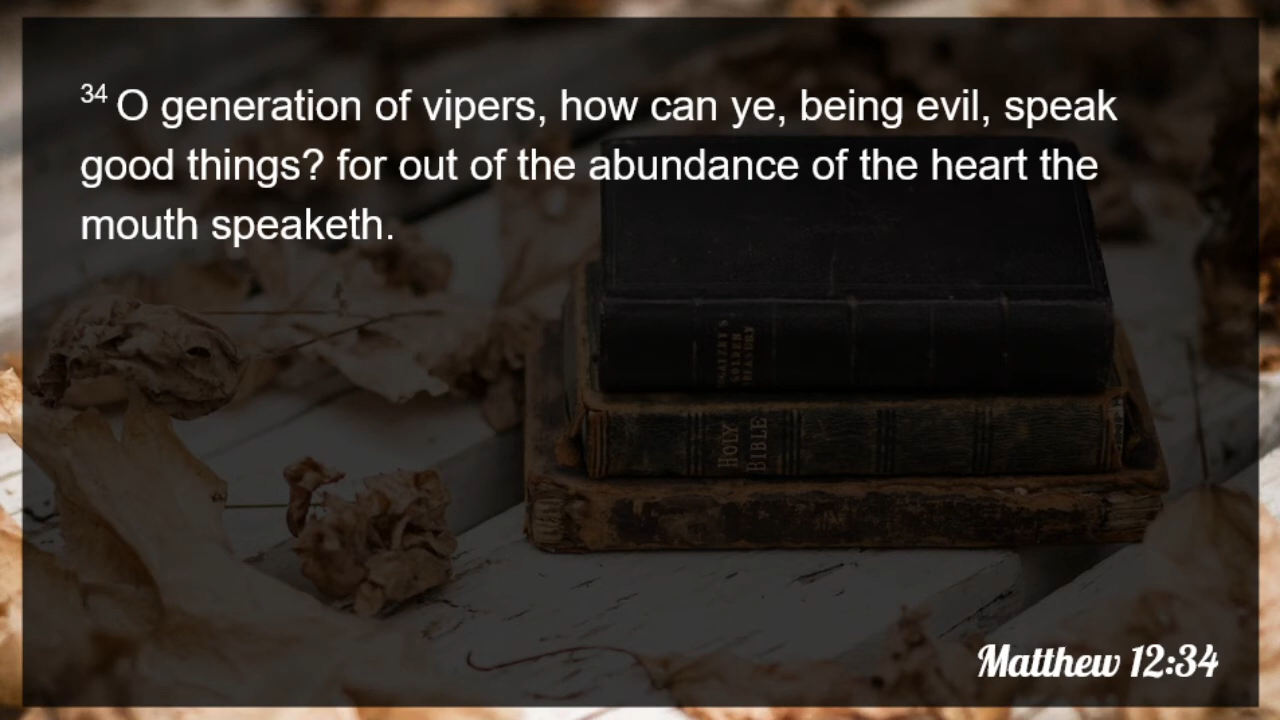 34 O generation of vipers, how can ye, being evil, speak
good things? for out of the abundance of the heart the
mouth speaketh.
GOLDEN
HOLY
BIBLE
Matthew 12:34